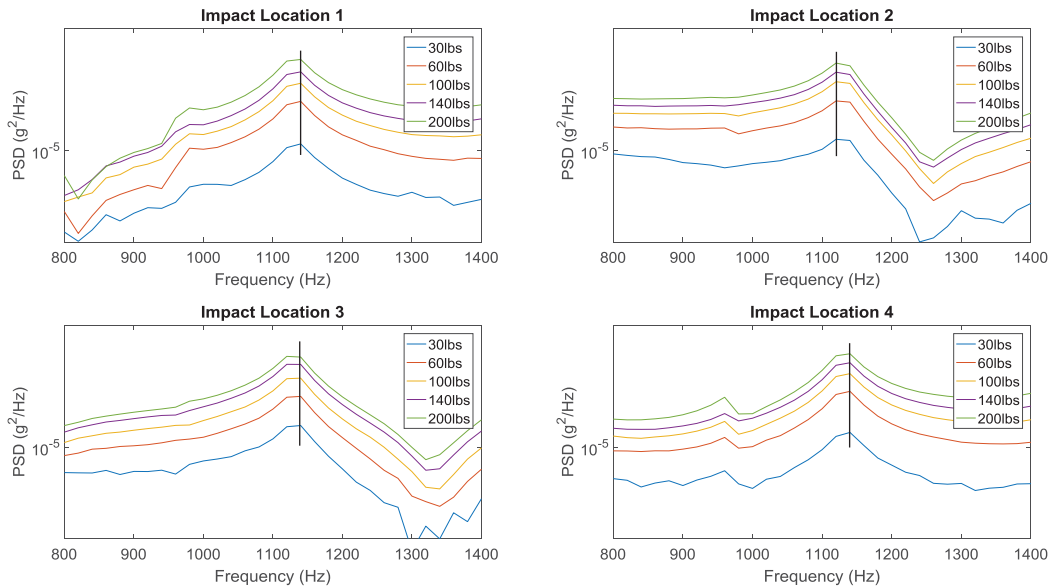 Impact Location 1
PSD (g²/Hz)
10⁻⁵
30lbs
60lbs
100lbs
140lbs
200lbs
800 900 1000 1100 1200 1300 1400
Frequency (Hz)
Impact Location 2
PSD (g²/Hz)
10⁻⁵
30lbs
60lbs
100lbs
140lbs
200lbs
800 900 1000 1100 1200 1300 1400
Frequency (Hz)
Impact Location 3
PSD (g²/Hz)
10⁻⁵
30lbs
60lbs
100lbs
140lbs
200lbs
800 900 1000 1100 1200 1300 1400
Frequency (Hz)
Impact Location 4
PSD (g²/Hz)
10⁻⁵
30lbs
60lbs
100lbs
140lbs
200lbs
800 900 1000 1100 1200 1300 1400
Frequency (Hz)